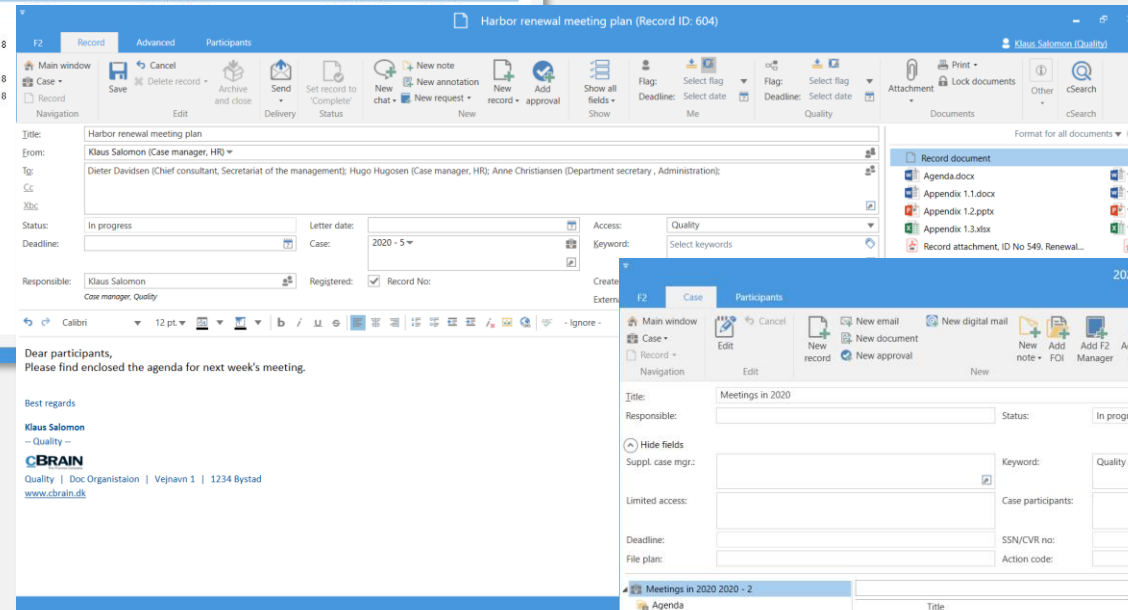 8
8
8
Harbor renewal meeting plan (Record ID: 604)
F2 Record Advanced Participants
Klaus Salomon (Quality)
Main window
Case
Record
Navigation
Save
Cancel
Delete record
Archive and close
Edit
Send
Delivery
Set record to 'Complete'
Status
New chat
New note
New annotation
New request
New record
Add approval
New
Show all fields
Show
Flag: Select flag
Deadline: Select date
Me
Flag: Select flag
Deadline: Select date
Quality
Attachment
Print
Lock documents
Documents
Other
cSearch
cSearch
Title: Harbor renewal meeting plan
From: Klaus Salomon (Case manager, HR)
To: Dieter Davidsen (Chief consultant, Secretariat of the management); Hugo Hugosen (Case manager, HR); Anne Christiansen (Department secretary , Administration);
Cc
Xbc
Status: In progress Letter date: Access: Quality
Deadline: Case: 2020 - 5 Keyword: Select keywords
Responsible: Klaus Salomon Registered: Record No: Create
Case manager, Quality
Extern
Format for all documents
Record document
Agenda.docx
Appendix 1.1.docx
Appendix 1.2.pptx
Appendix 1.3.xlsx
Record attachment, ID No 549. Renewal...
Calibri 12 pt. b i u S - Ignore -
Dear participants,
Please find enclosed the agenda for next week's meeting.
Best regards
Klaus Salomon
-- Quality --
CBRAIN
Quality | Doc Organistaion | Vejnavn 1 | 1234 Bystad
www.cbrain.dk
202
F2 Case Participants
Main window
Case
Record
Navigation
Edit
Cancel
Edit
New record
New email
New document
New approval
New digital mail
New
New note
Add FOI
Add F2 Manager
Title: Meetings in 2020
Responsible: Status: In progr
Hide fields
Suppl. case mgr.: Keyword: Quality
Limited access: Case participants:
Deadline: SSN/CVR no:
File plan: Action code:
Meetings in 2020 2020 - 2
Agenda
Title